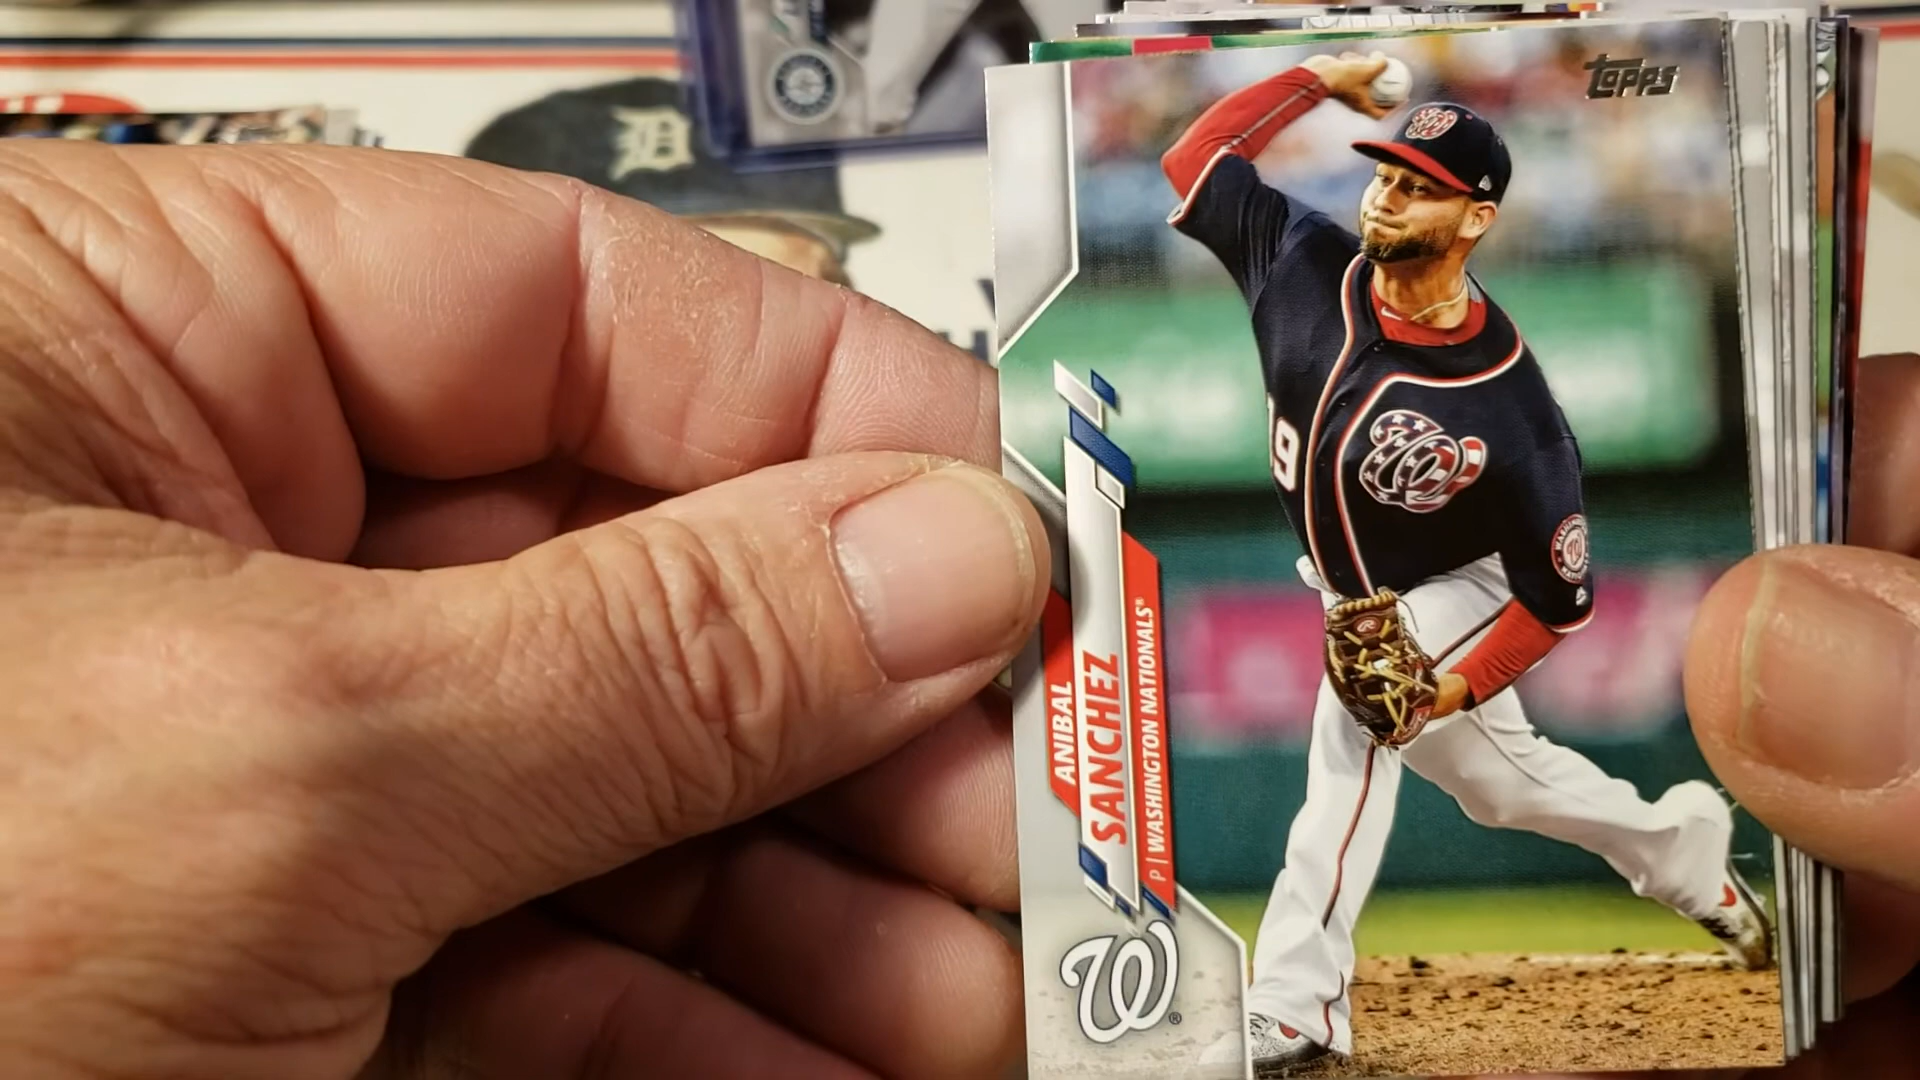 topps
19
ANIBAL
SANCHEZ
P | WASHINGTON NATIONALS®
W®
D